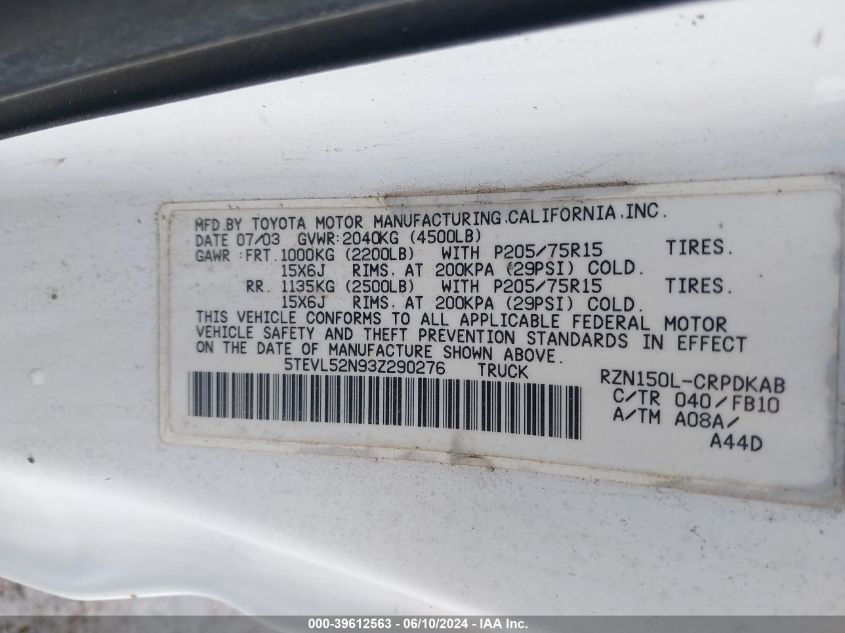 MFD.BY TOYOTA MOTOR MANUFACTURING.CALIFORNIA.INC.
DATE 07/03 GVWR:2040KG (4500LB)
GAWR :FRT.1000KG (2200LB) WITH P205/75R15 TIRES.
15X6J RIMS. AT 200KPA (29PSI) COLD.
RR. 1135KG (2500LB) WITH P205/75R15 TIRES.
15X6J RIMS. AT 200KPA (29PSI) COLD.
THIS VEHICLE CONFORMS TO ALL APPLICABLE FEDERAL MOTOR
VEHICLE SAFETY AND THEFT PREVENTION STANDARDS IN EFFECT
ON THE DATE OF MANUFACTURE SHOWN ABOVE.
5TEVL52N93Z290276 TRUCK
RZN150L-CRPDKAB
C/TR 040/FB10
A/TM A08A/
A44D
000-39612563 - 06/10/2024 - IAA Inc.